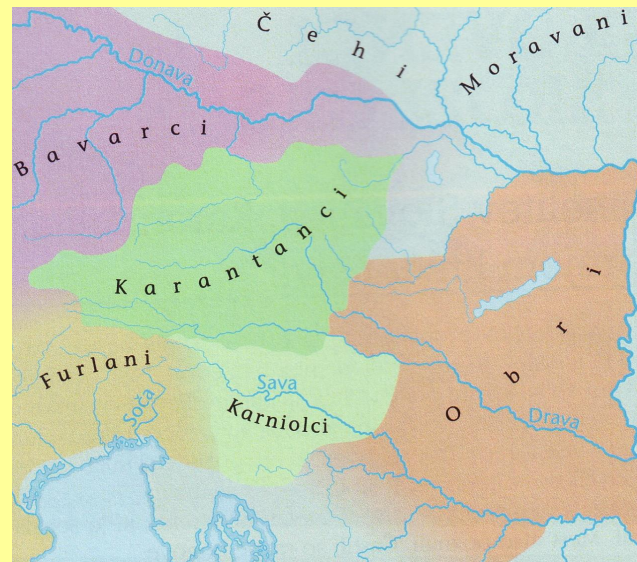 Čehi
Moravani
Donava
Bavarci
Karantanci
Furlani
Soča
Sava
Karniolci
Obri
Drava